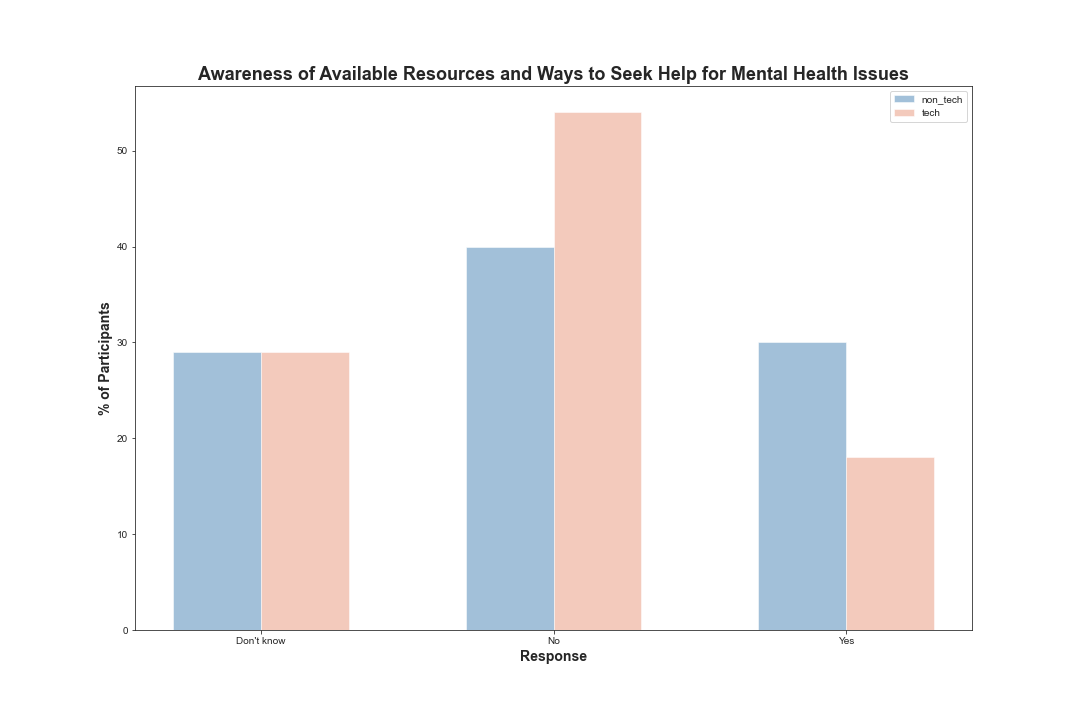 Awareness of Available Resources and Ways to Seek Help for Mental Health Issues
non_tech
tech
% of Participants
50
40
30
20
10
0
Don't know
No
Yes
Response